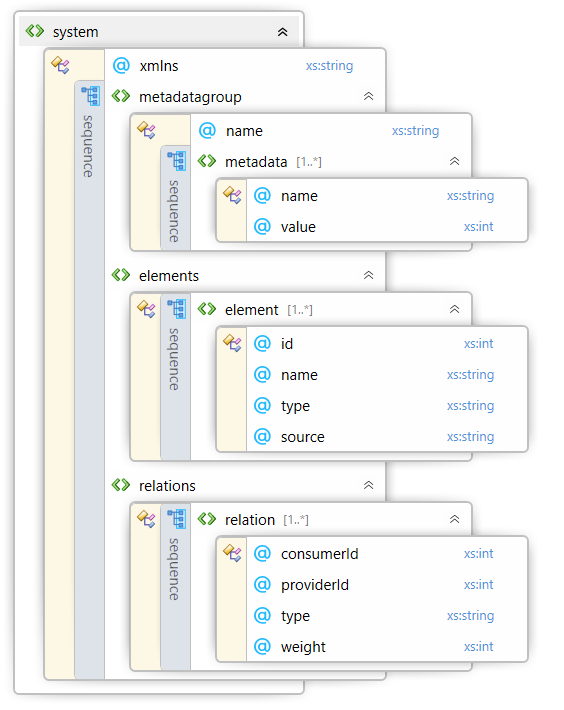 system
@ xmlns xs:string
sequence
metadatagroup
@ name xs:string
sequence
metadata [1..*]
@ name xs:string
@ value xs:int
elements
sequence
element [1..*]
@ id xs:int
@ name xs:string
@ type xs:string
@ source xs:string
relations
sequence
relation [1..*]
@ consumerId xs:int
@ providerId xs:int
@ type xs:string
@ weight xs:int